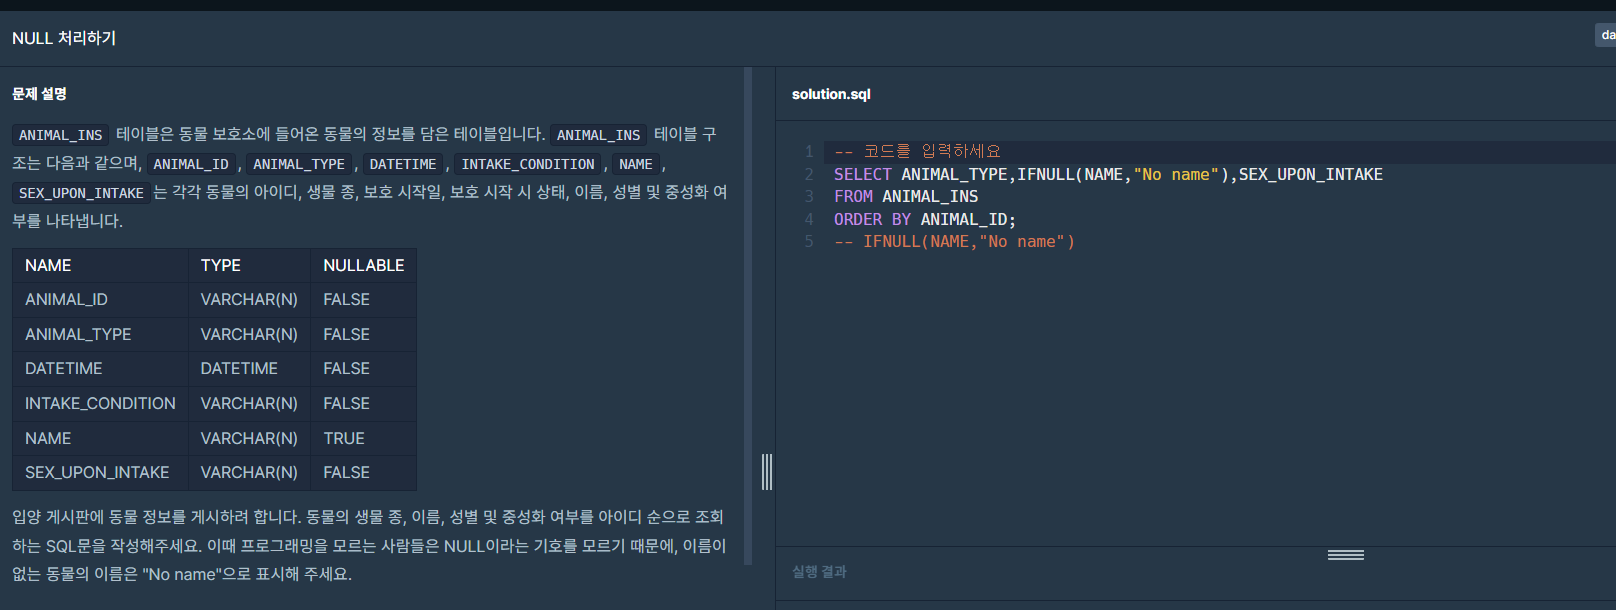 NULL 처리하기
da
문제 설명
ANIMAL_INS 테이블은 동물 보호소에 들어온 동물의 정보를 담은 테이블입니다. ANIMAL_INS 테이블 구
조는 다음과 같으며, ANIMAL_ID, ANIMAL_TYPE, DATETIME, INTAKE_CONDITION, NAME,
SEX_UPON_INTAKE는 각각 동물의 아이디, 생물 종, 보호 시작일, 보호 시작 시 상태, 이름, 성별 및 중성화 여
부를 나타냅니다.
NAME TYPE NULLABLE
ANIMAL_ID VARCHAR(N) FALSE
ANIMAL_TYPE VARCHAR(N) FALSE
DATETIME DATETIME FALSE
INTAKE_CONDITION VARCHAR(N) FALSE
NAME VARCHAR(N) TRUE
SEX_UPON_INTAKE VARCHAR(N) FALSE
입양 게시판에 동물 정보를 게시하려 합니다. 동물의 생물 종, 이름, 성별 및 중성화 여부를 아이디 순으로 조회
하는 SQL문을 작성해주세요. 이때 프로그래밍을 모르는 사람들은 NULL이라는 기호를 모르기 때문에, 이름이
없는 동물의 이름은 "No name"으로 표시해 주세요.
solution.sql
1 -- 코드를 입력하세요
2 SELECT ANIMAL_TYPE,IFNULL(NAME,"No name"),SEX_UPON_INTAKE
3 FROM ANIMAL_INS
4 ORDER BY ANIMAL_ID;
5 -- IFNULL(NAME,"No name")
실행 결과